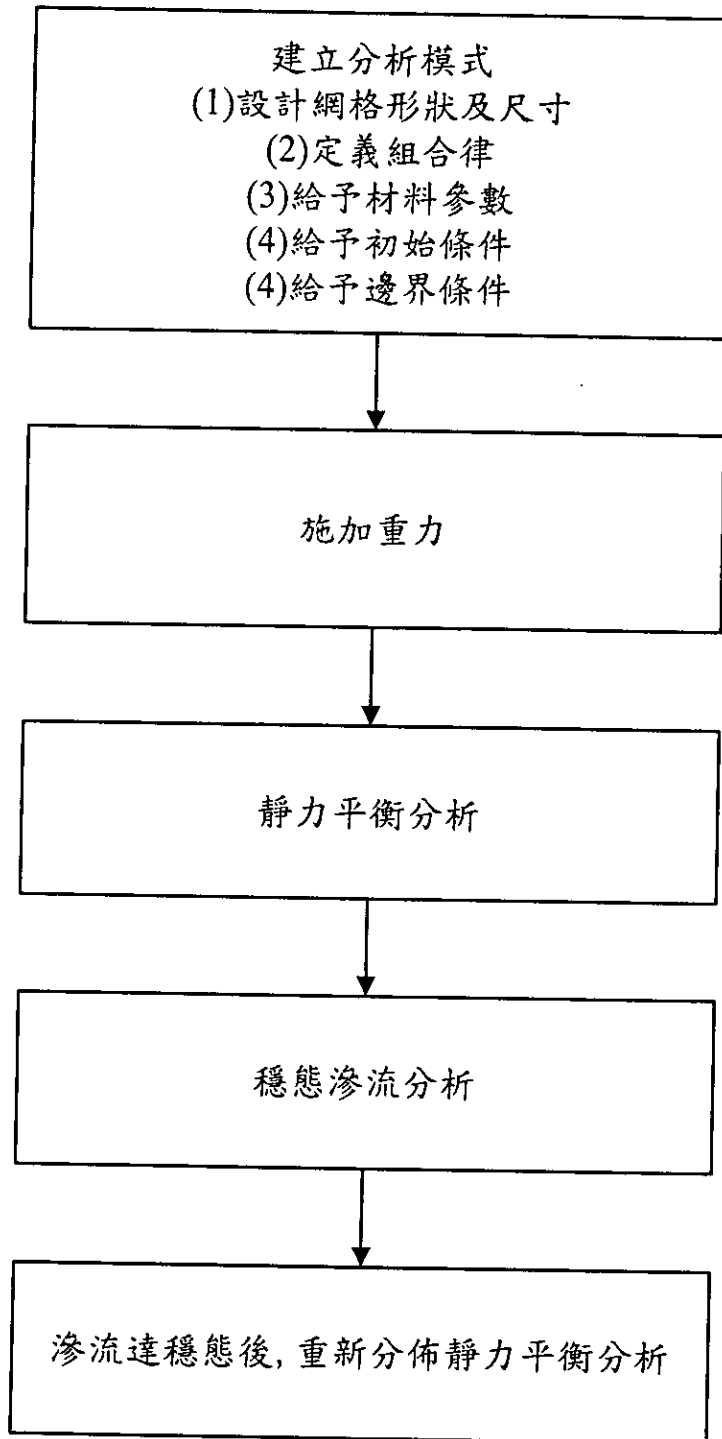 建立分析模式
(1)設計網格形狀及尺寸
(2)定義組合律
(3)給予材料參數
(4)給予初始條件
(4)給予邊界條件
施加重力
靜力平衡分析
穩態滲流分析
滲流達穩態後, 重新分佈靜力平衡分析